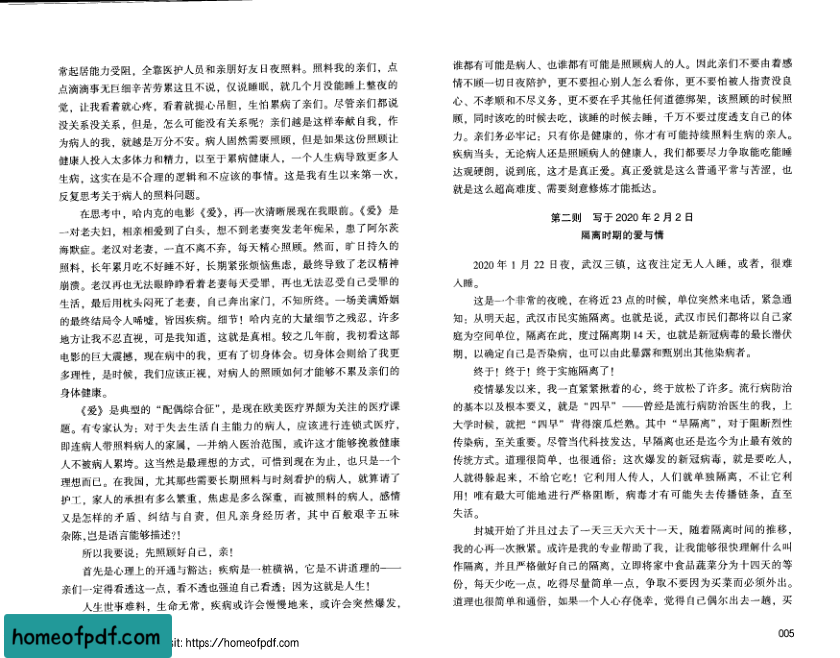 常起居能力受阻，全靠医护人员和亲朋好友日夜照料。照料我的亲们，点
点滴滴事无巨细辛苦劳累这且不说，仅说睡眠，就几个月没能睡上整夜的
觉，让我看着就心疼，看着就提心吊胆，生怕累病了亲们。尽管亲们都说
没关系没关系，但是，怎么可能没有关系呢？亲们越是这样奉献自我，作
为病人的我，就越是万分不安。病人固然需要照顾，但是如果这份照顾让
健康人投入太多体力和精力，以至于累病健康人，一个人生病导致更多人
生病，这实在是不合理的逻辑和不应该的事情。这是我有生以来第一次，
反复思考关于病人的照料问题。
在思考中，哈内克的电影《爱》，再一次清晰展现在我眼前。《爱》是
一对老夫妇，相亲相爱到了白头，想不到老妻突发老年痴呆，患了阿尔茨
海默症。老汉对老妻，一直不离不弃，每天精心照顾。然而，旷日持久的
照料，长年累月吃不好睡不好，长期紧张烦恼焦虑，最终导致了老汉精神
崩溃。老汉再也无法眼睁睁看着老妻每天受罪，再也无法忍受自己受罪的
生活，最后用枕头闷死了老妻，自己奔出家门，不知所终。一场美满婚姻
的最终结局令人唏嘘，皆因疾病。细节！哈内克的大量细节之残忍，许多
地方让我不忍直视，可是我知道，这就是真相。较之几年前，我初看这部
电影的巨大震撼，现在病中的我，更有了切身体会。切身体会则给了我更
多理性，是时候，我们应该正视，对病人的照顾如何才能够不累及亲们的
身体健康。
《爱》是典型的“配偶综合征”，是现在欧美医疗界颇为关注的医疗课
题。有专家认为：对于失去生活自主能力的病人，应该进行连锁式医疗，
即连病人带照料病人的家属，一并纳入医治范围，或许这才能够挽救健康
人不被病人累垮。这当然是最理想的方式，可惜到现在为止，也只是一个
理想而已。在我国，尤其那些需要长期照料与时刻看护的病人，就算请了
护工，家人的承担有多么繁重，焦虑是多么深重，而被照料的病人，感情
又是怎样的矛盾、纠结与自责，但凡亲身经历者，其中百般艰辛五味
杂陈,岂是语言能够描述?!
所以我要说：先照顾好自己，亲！
首先是心理上的开通与豁达：疾病是一桩横祸，它是不讲道理的——
亲们一定得看透这一点，看不透也强迫自己看透；因为这就是人生！
人生世事难料，生命无常，疾病或许会慢慢地来，或许会突然爆发，
homeofpdf.com
sit: https://homeofpdf.com
谁都有可能是病人、也谁都有可能是照顾病人的人。因此亲们不要由着感
情不顾一切日夜陪护，更不要担心别人怎么看你，更不要怕被人指责没良
心、不孝顺和不尽义务，更不要在乎其他任何道德绑架，该照顾的时候照
顾，同时该吃的时候去吃，该睡的时候去睡，千万不要过度透支自己的体
力。亲们务必牢记：只有你是健康的，你才有可能持续照料生病的亲人。
疾病当头，无论病人还是照顾病人的健康人，我们都要尽力争取能吃能睡
达观硬朗，说到底，这才是真正爱。真正爱就是这么普通平常与苦涩，也
就是这么超高难度、需要刻意修炼才能抵达。
第二则　写于 2020 年 2 月 2 日
隔离时期的爱与情
2020 年 1 月 22 日夜，武汉三镇，这夜注定无人入睡，或者，很难
入睡。
这是一个非常的夜晚，在将近 23 点的时候，单位突然来电话，紧急通
知：从明天起，武汉市民实施隔离。也就是说，武汉市民们都将以自己家
庭为空间单位，隔离在此，度过隔离期 14 天，也就是新冠病毒的最长潜伏
期，以确定自己是否染病，也可以由此暴露和甄别出其他染病者。
终于！终于！终于实施隔离了！
疫情暴发以来，我一直紧紧揪着的心，终于放松了许多。流行病防治
的基本以及根本要义，就是“四早”——曾经是流行病防治医生的我，上
大学时候，就把“四早”背得滚瓜烂熟。其中“早隔离”，对于阻断烈性
传染病，至关重要。尽管当代科技发达，早隔离也还是迄今为止最有效的
传统方式。道理很简单，也很通俗：这次爆发的新冠病毒，就是要吃人，
人就得躲起来，不给它吃！它利用人传人，人们就单独隔离，不让它利
用！唯有最大可能地进行严格阻断，病毒才有可能失去传播链条，直至
失活。
封城开始了并且过去了一天三天六天十一天，随着隔离时间的推移，
我的心再一次揪紧。或许是我的专业帮助了我，让我能够很快理解什么叫
作隔离，并且严格做好自己的隔离，立即将家中食品蔬菜分为十四天的等
份，每天少吃一点，吃得尽量简单一点，争取不要因为买菜而必须外出。
道理也很简单和通俗，如果一个人心存侥幸，觉得自己偶尔出去一趟，买
005